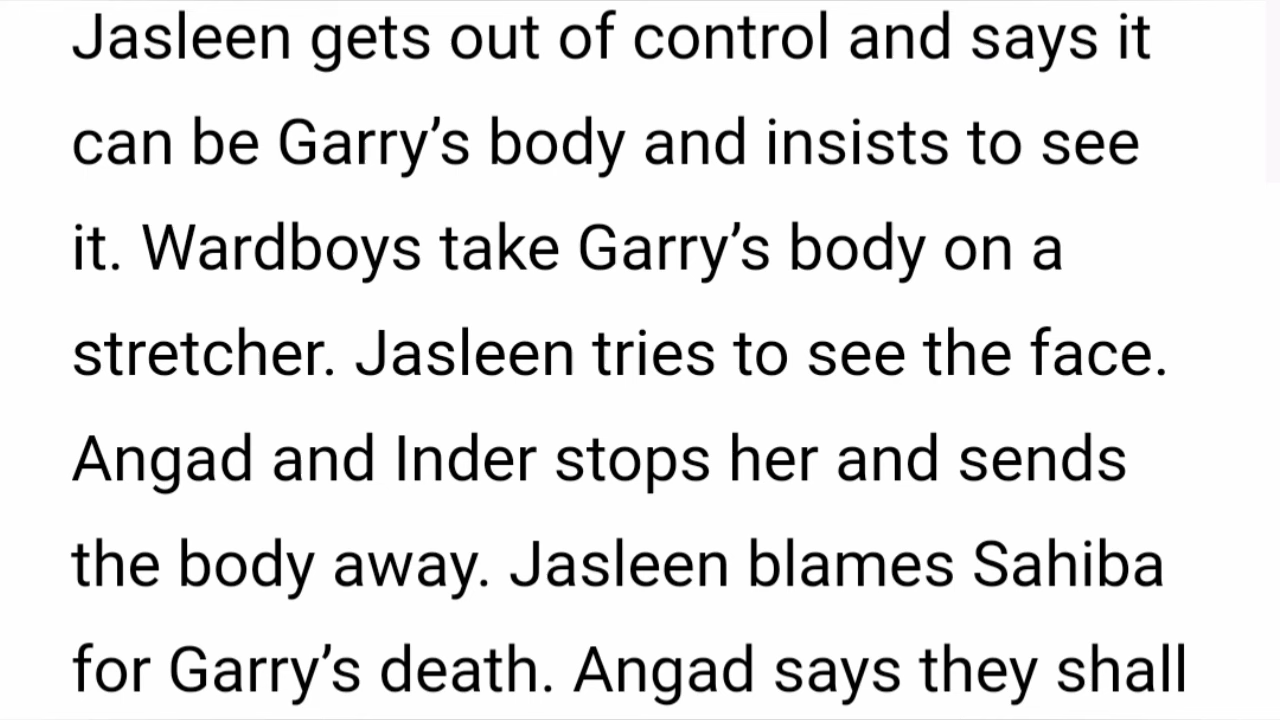 Jasleen gets out of control and says it
can be Garry’s body and insists to see
it. Wardboys take Garry’s body on a
stretcher. Jasleen tries to see the face.
Angad and Inder stops her and sends
the body away. Jasleen blames Sahiba
for Garry’s death. Angad says they shall